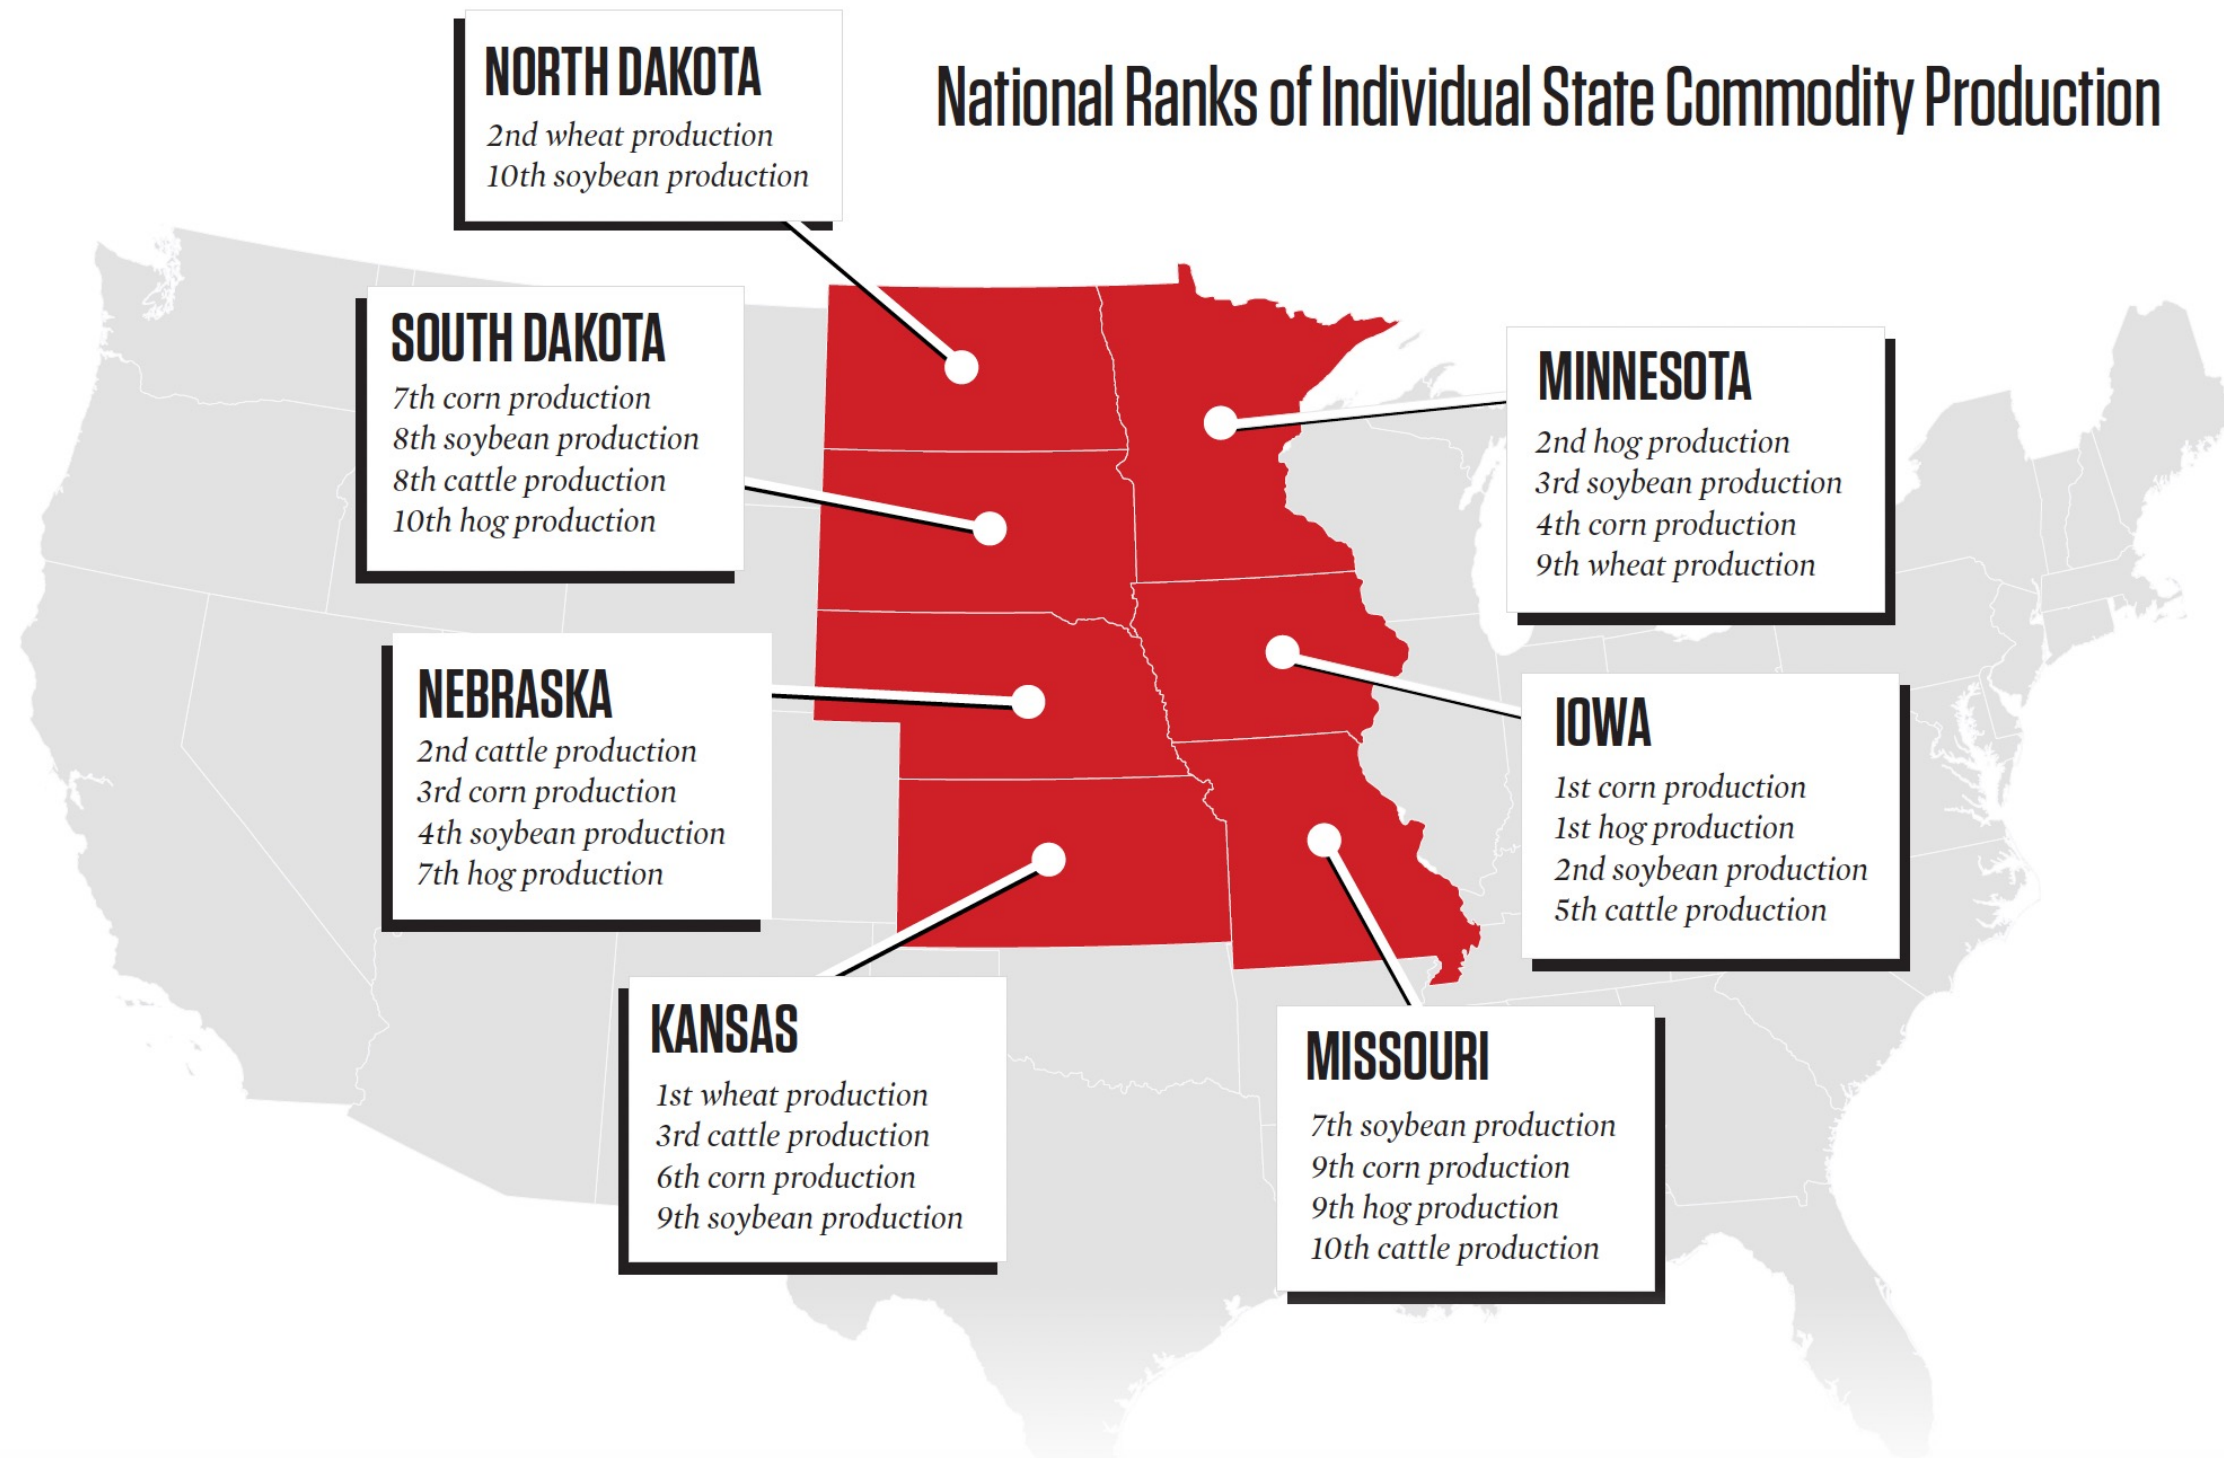 National Ranks of Individual State Commodity Production
NORTH DAKOTA
2nd wheat production
10th soybean production
SOUTH DAKOTA
7th corn production
8th soybean production
8th cattle production
10th hog production
NEBRASKA
2nd cattle production
3rd corn production
4th soybean production
7th hog production
KANSAS
1st wheat production
3rd cattle production
6th corn production
9th soybean production
MINNESOTA
2nd hog production
3rd soybean production
4th corn production
9th wheat production
IOWA
1st corn production
1st hog production
2nd soybean production
5th cattle production
MISSOURI
7th soybean production
9th corn production
9th hog production
10th cattle production